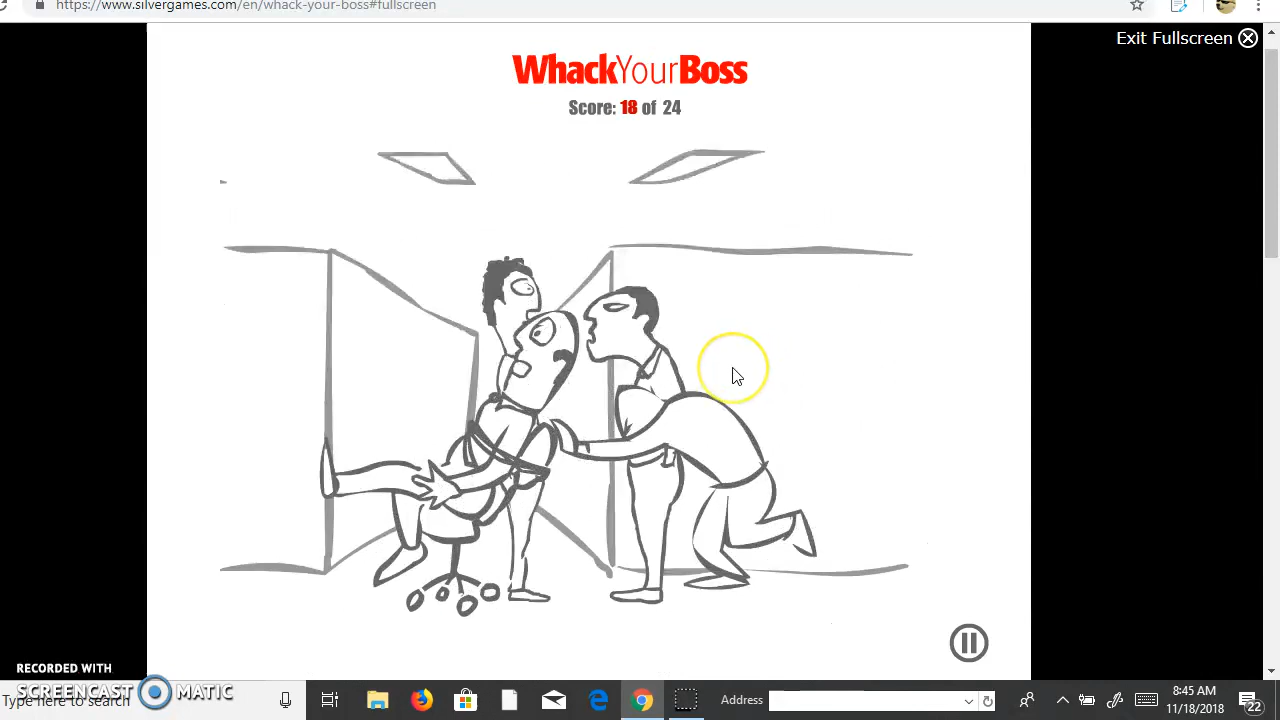 https://www.silvergames.com/en/whack-your-boss#fullscreen
Exit Fullscreen
WhackYourBoss
Score: 18 of 24
RECORDED WITH
SCREENCAST MATIC
Type here to search
Address
8:45 AM
11/18/2018
22